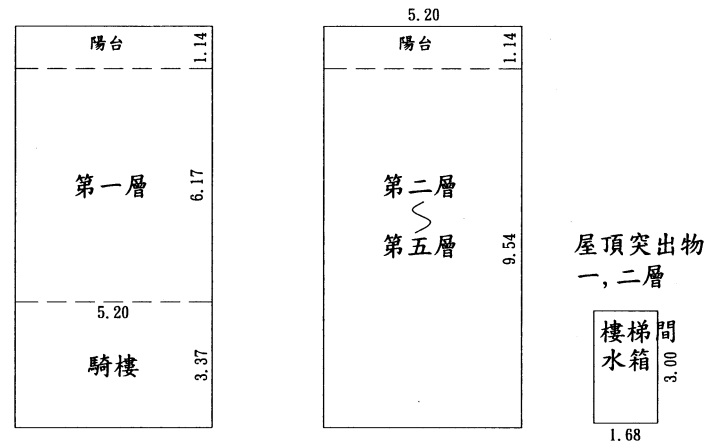 陽台
1.14
第一層
6.17
5.20
騎樓
3.37
5.20
陽台
1.14
第二層
第五層
9.54
屋頂突出物
一,二層
樓梯間
水箱
3.00
1.68